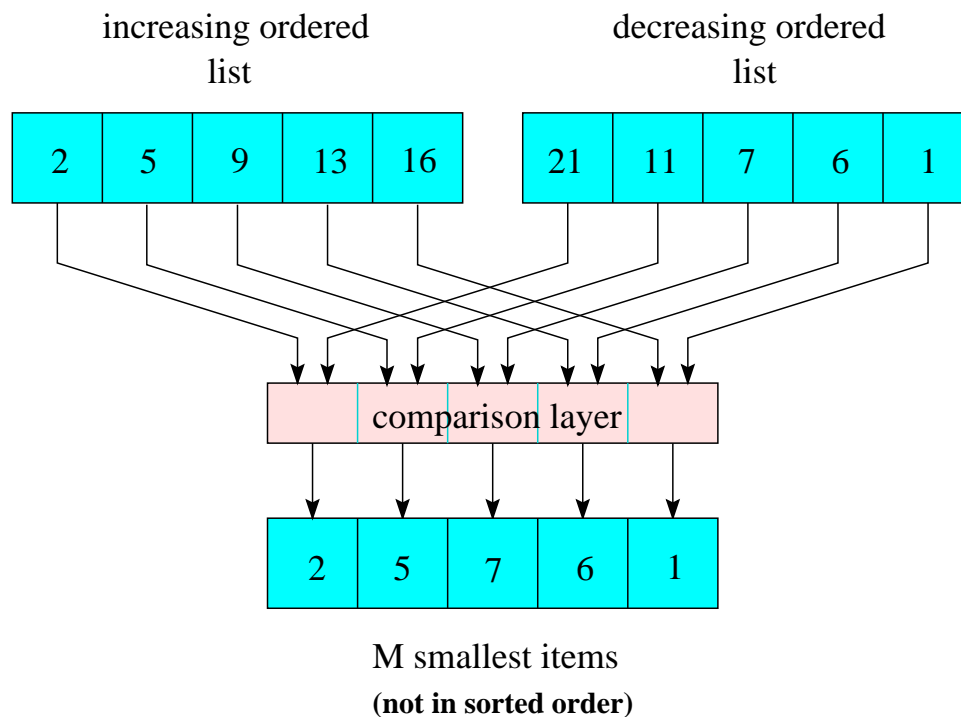 increasing ordered
list
decreasing ordered
list
2 5 9 13 16
21 11 7 6 1
comparison layer
2 5 7 6 1
M smallest items
(not in sorted order)